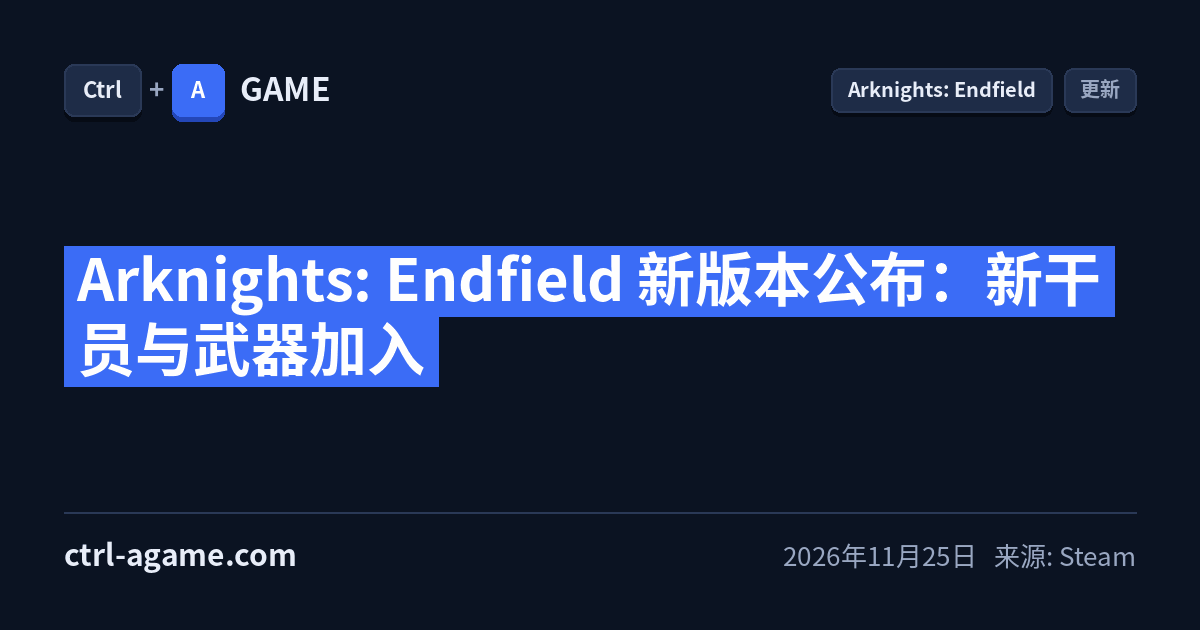 Ctrl + A GAME
Arknights: Endfield 更新
Arknights: Endfield 新版本公布：新干
员与武器加入
ctrl-agame.com
2026年11月25日 来源: Steam